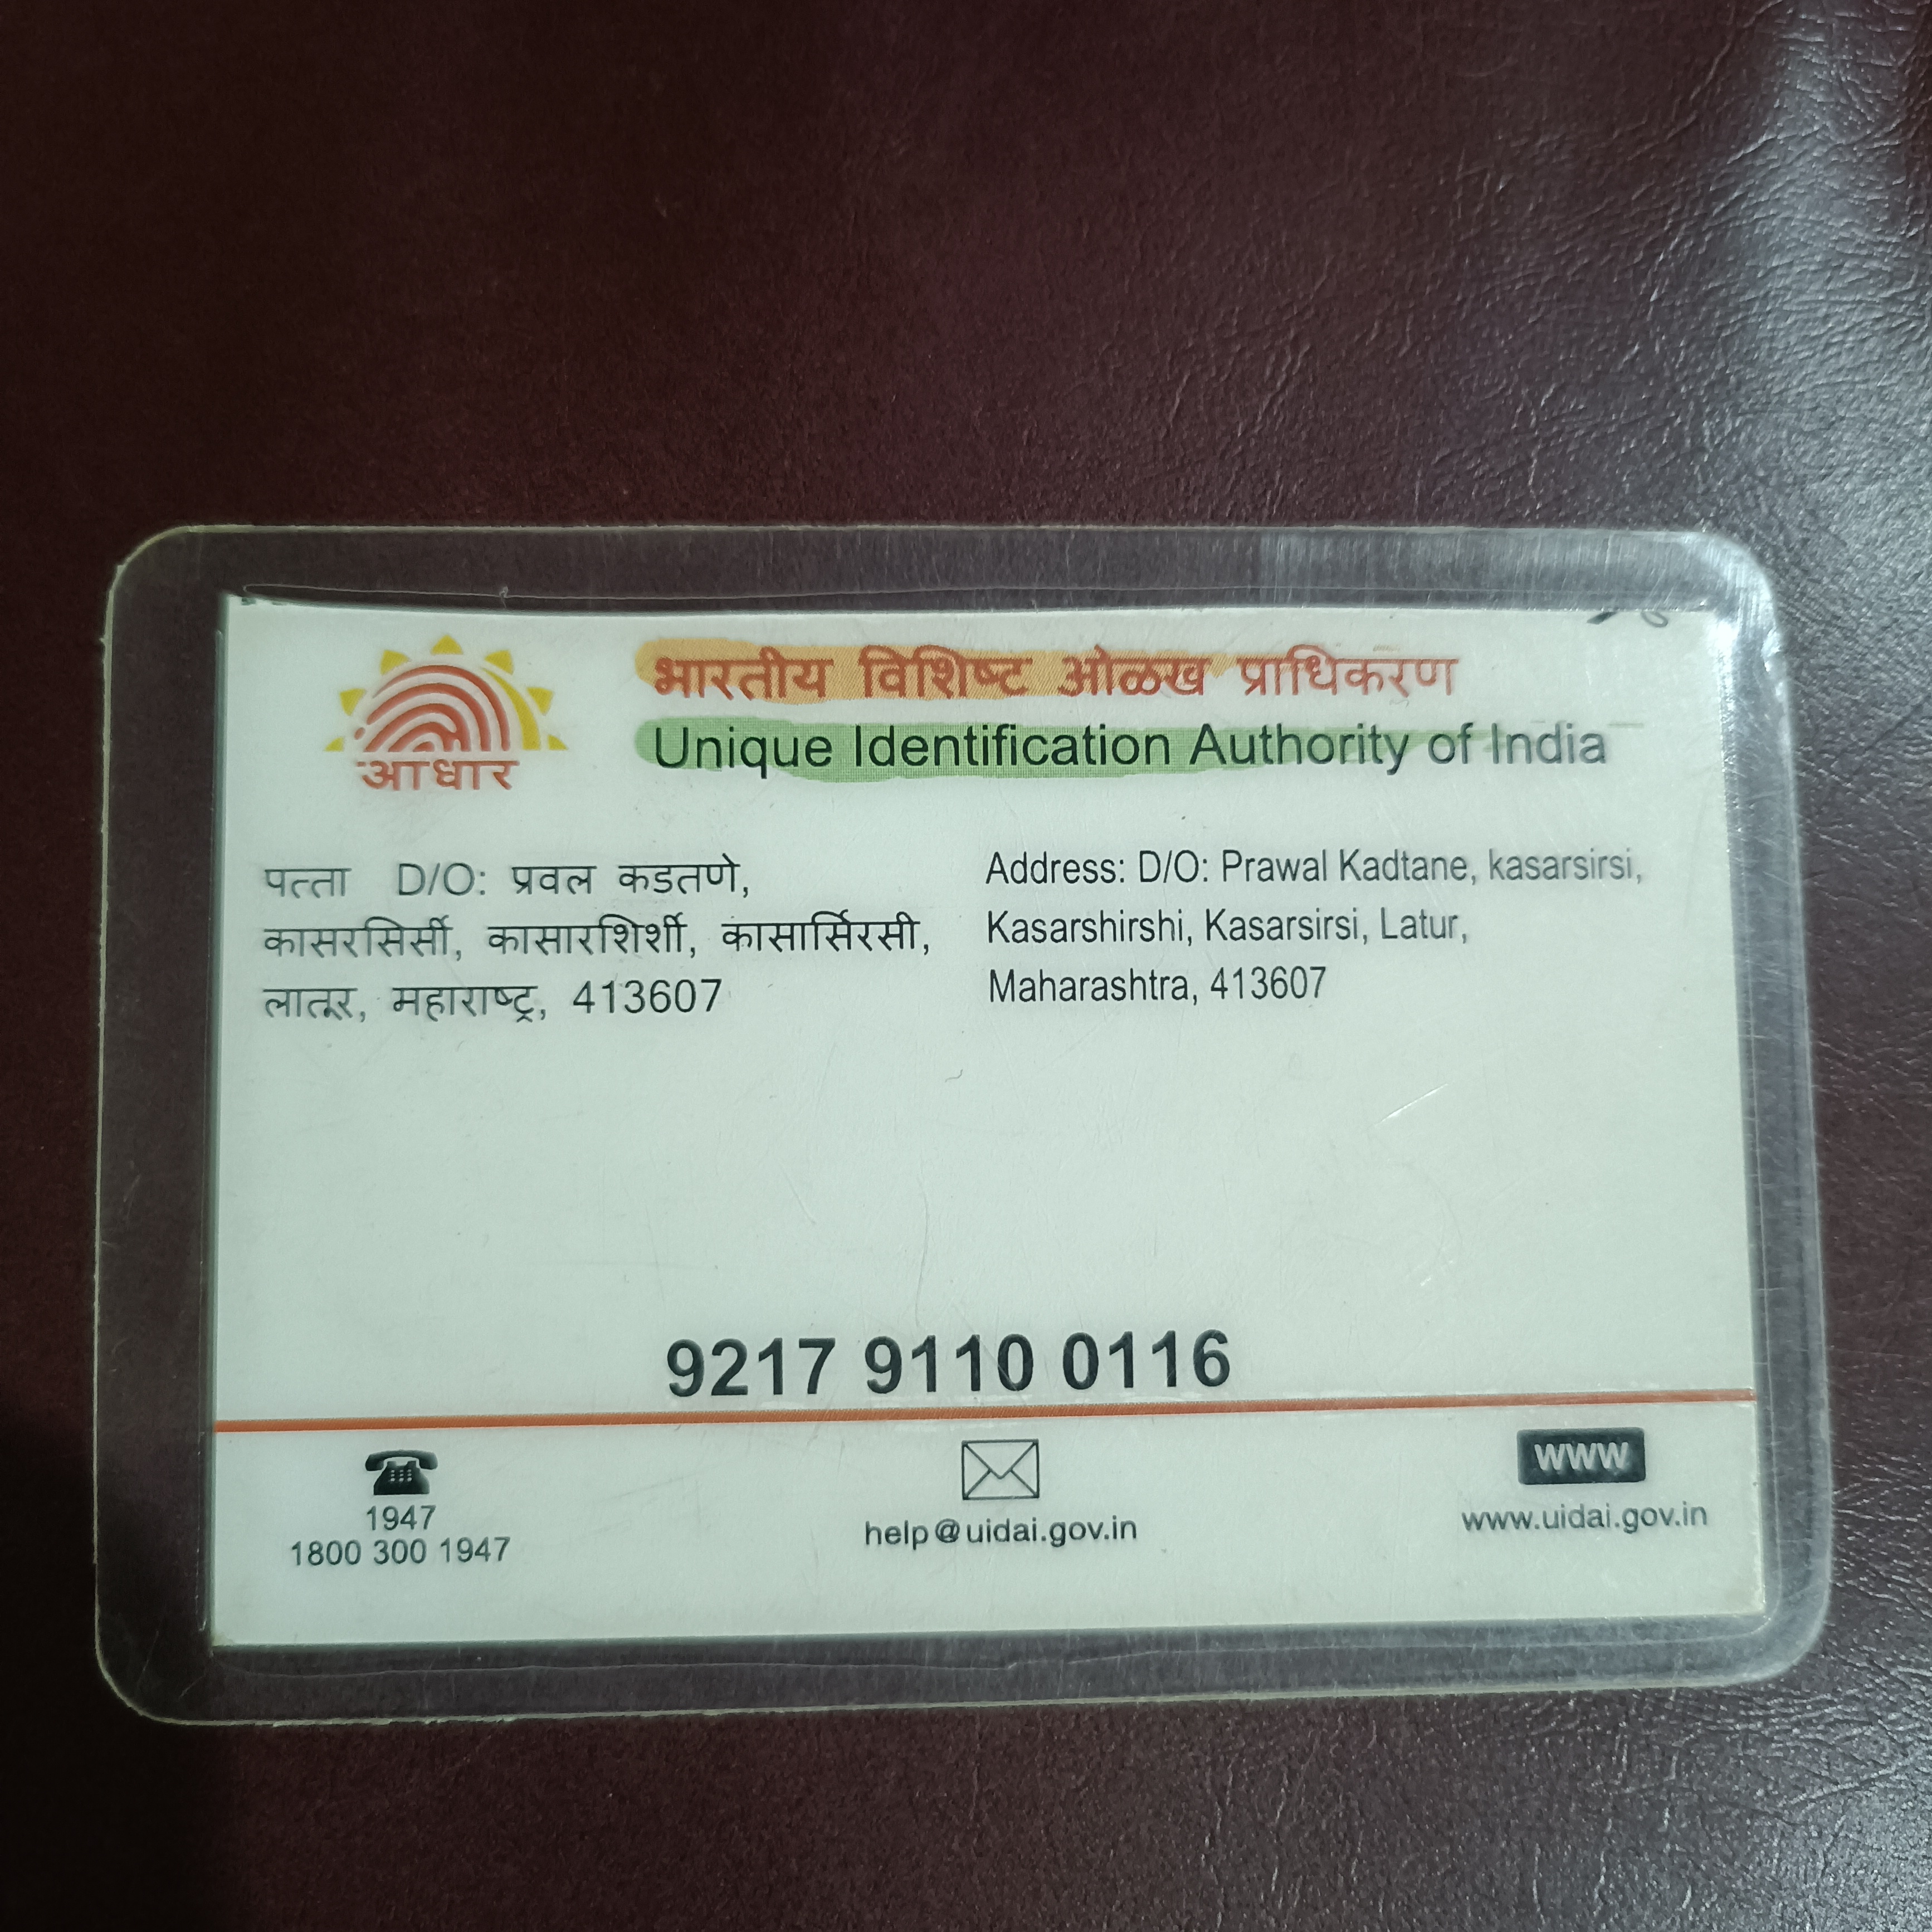 आधार
भारतीय विशिष्ट ओळख प्राधिकरण
Unique Identification Authority of India
पत्ता D/O: प्रवल कडतणे,
कासरसिर्सी, कासारशिर्शी, कासार्सिरसी,
लातूर, महाराष्ट्र, 413607
Address: D/O: Prawal Kadtane, kasarsirsi,
Kasarshirshi, Kasarsirsi, Latur,
Maharashtra, 413607
9217 9110 0116
1947
1800 300 1947
help@uidai.gov.in
www
www.uidai.gov.in